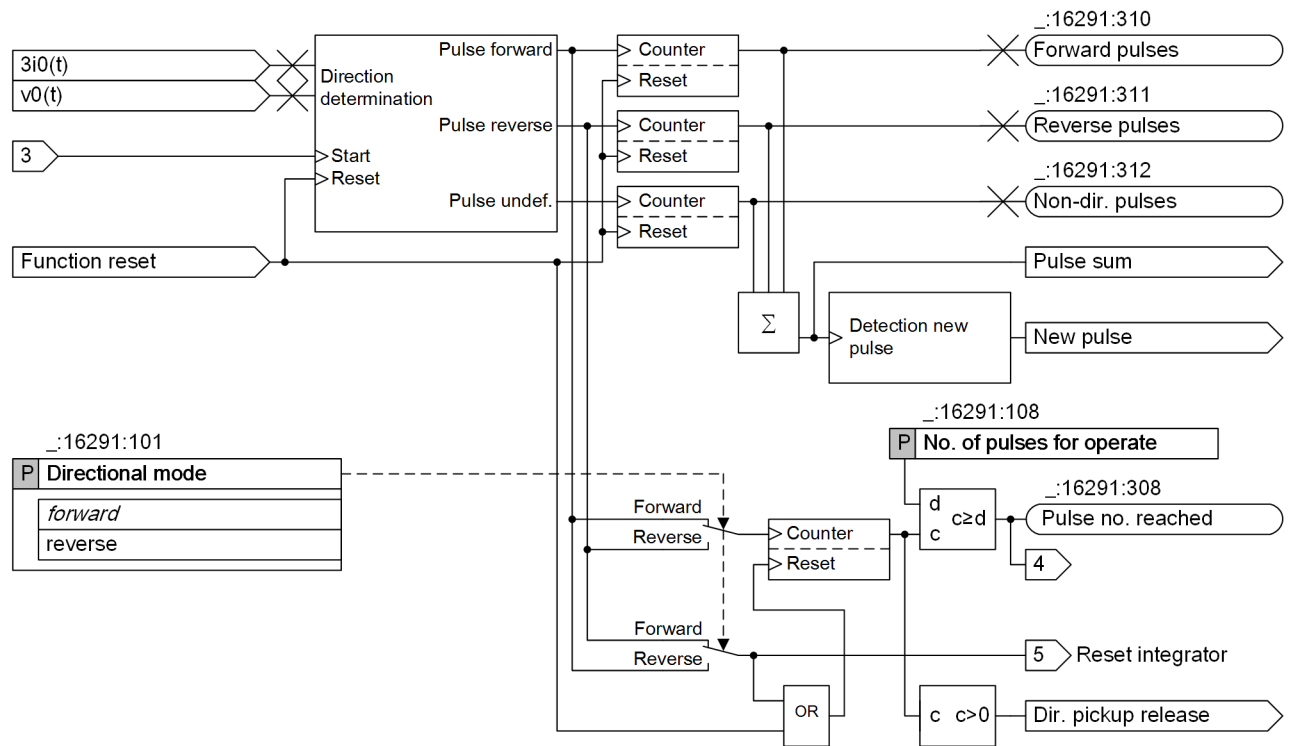 _:16291:310
3i0(t)
v0(t)
3
Function reset
Direction
determination
Start
Reset
Pulse forward
Pulse reverse
Pulse undef.
Counter
Reset
Counter
Reset
Counter
Reset
Forward pulses
_:16291:311
Reverse pulses
_:16291:312
Non-dir. pulses
Pulse sum
Σ
Detection new
pulse
New pulse
_:16291:101
P Directional mode
forward
reverse
_:16291:108
P No. of pulses for operate
Forward
Reverse
Counter
Reset
d
c
c≥d
_:16291:308
Pulse no. reached
4
Forward
Reverse
5 Reset integrator
OR
c c>0
Dir. pickup release